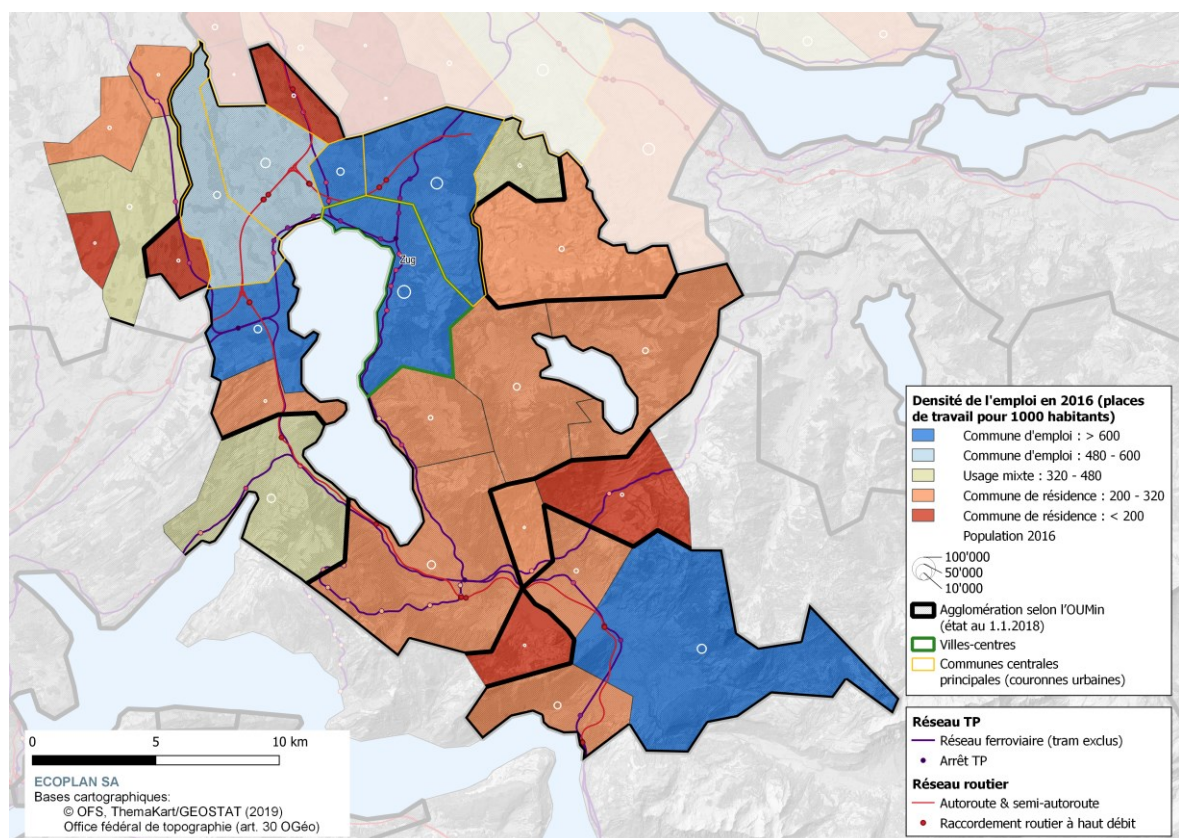 Zug
Densité de l'emploi en 2016 (places
de travail pour 1000 habitants)
Commune d'emploi : > 600
Commune d'emploi : 480 - 600
Usage mixte : 320 - 480
Commune de résidence : 200 - 320
Commune de résidence : < 200
Population 2016
100'000
50'000
10'000
Agglomération selon l'OUMin
(état au 1.1.2018)
Villes-centres
Communes centrales
principales (couronnes urbaines)
Réseau TP
Réseau ferroviaire (tram exclus)
Arrêt TP
Réseau routier
Autoroute & semi-autoroute
Raccordement routier à haut débit
0 5 10 km
ECOPLAN SA
Bases cartographiques:
© OFS, ThemaKart/GEOSTAT (2019)
Office fédéral de topographie (art. 30 OGéo)